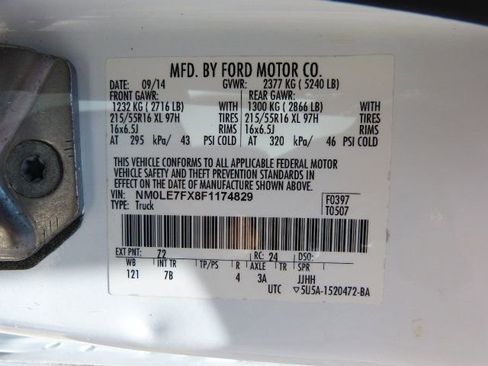 MFD. BY FORD MOTOR CO.
DATE: 09/14 GVWR: 2377 KG ( 5240 LB)
FRONT GAWR: REAR GAWR:
1232 KG ( 2716 LB) WITH 1300 KG ( 2866 LB) WITH
215/55R16 XL 97H TIRES 215/55R16 XL 97H TIRES
16x6.5J RIMS 16x6.5J RIMS
AT 295 kPa/ 43 PSI COLD AT 320 kPa/ 46 PSI COLD
THIS VEHICLE CONFORMS TO ALL APPLICABLE FEDERAL MOTOR
VEHICLE SAFETY AND THEFT PREVENTION STANDARDS IN EFFECT
ON THE DATE OF MANUFACTURE SHOWN ABOVE.
VIN: NM0LE7FX8F1174829 F0397
TYPE: Truck T0507
EXT PNT: 72 RC: 24 DSO:
WB INT TR TP/PS R AXLE TR SPR
121 7B 4 3A JJHH
UTC ▽5U5A-1520472-BA